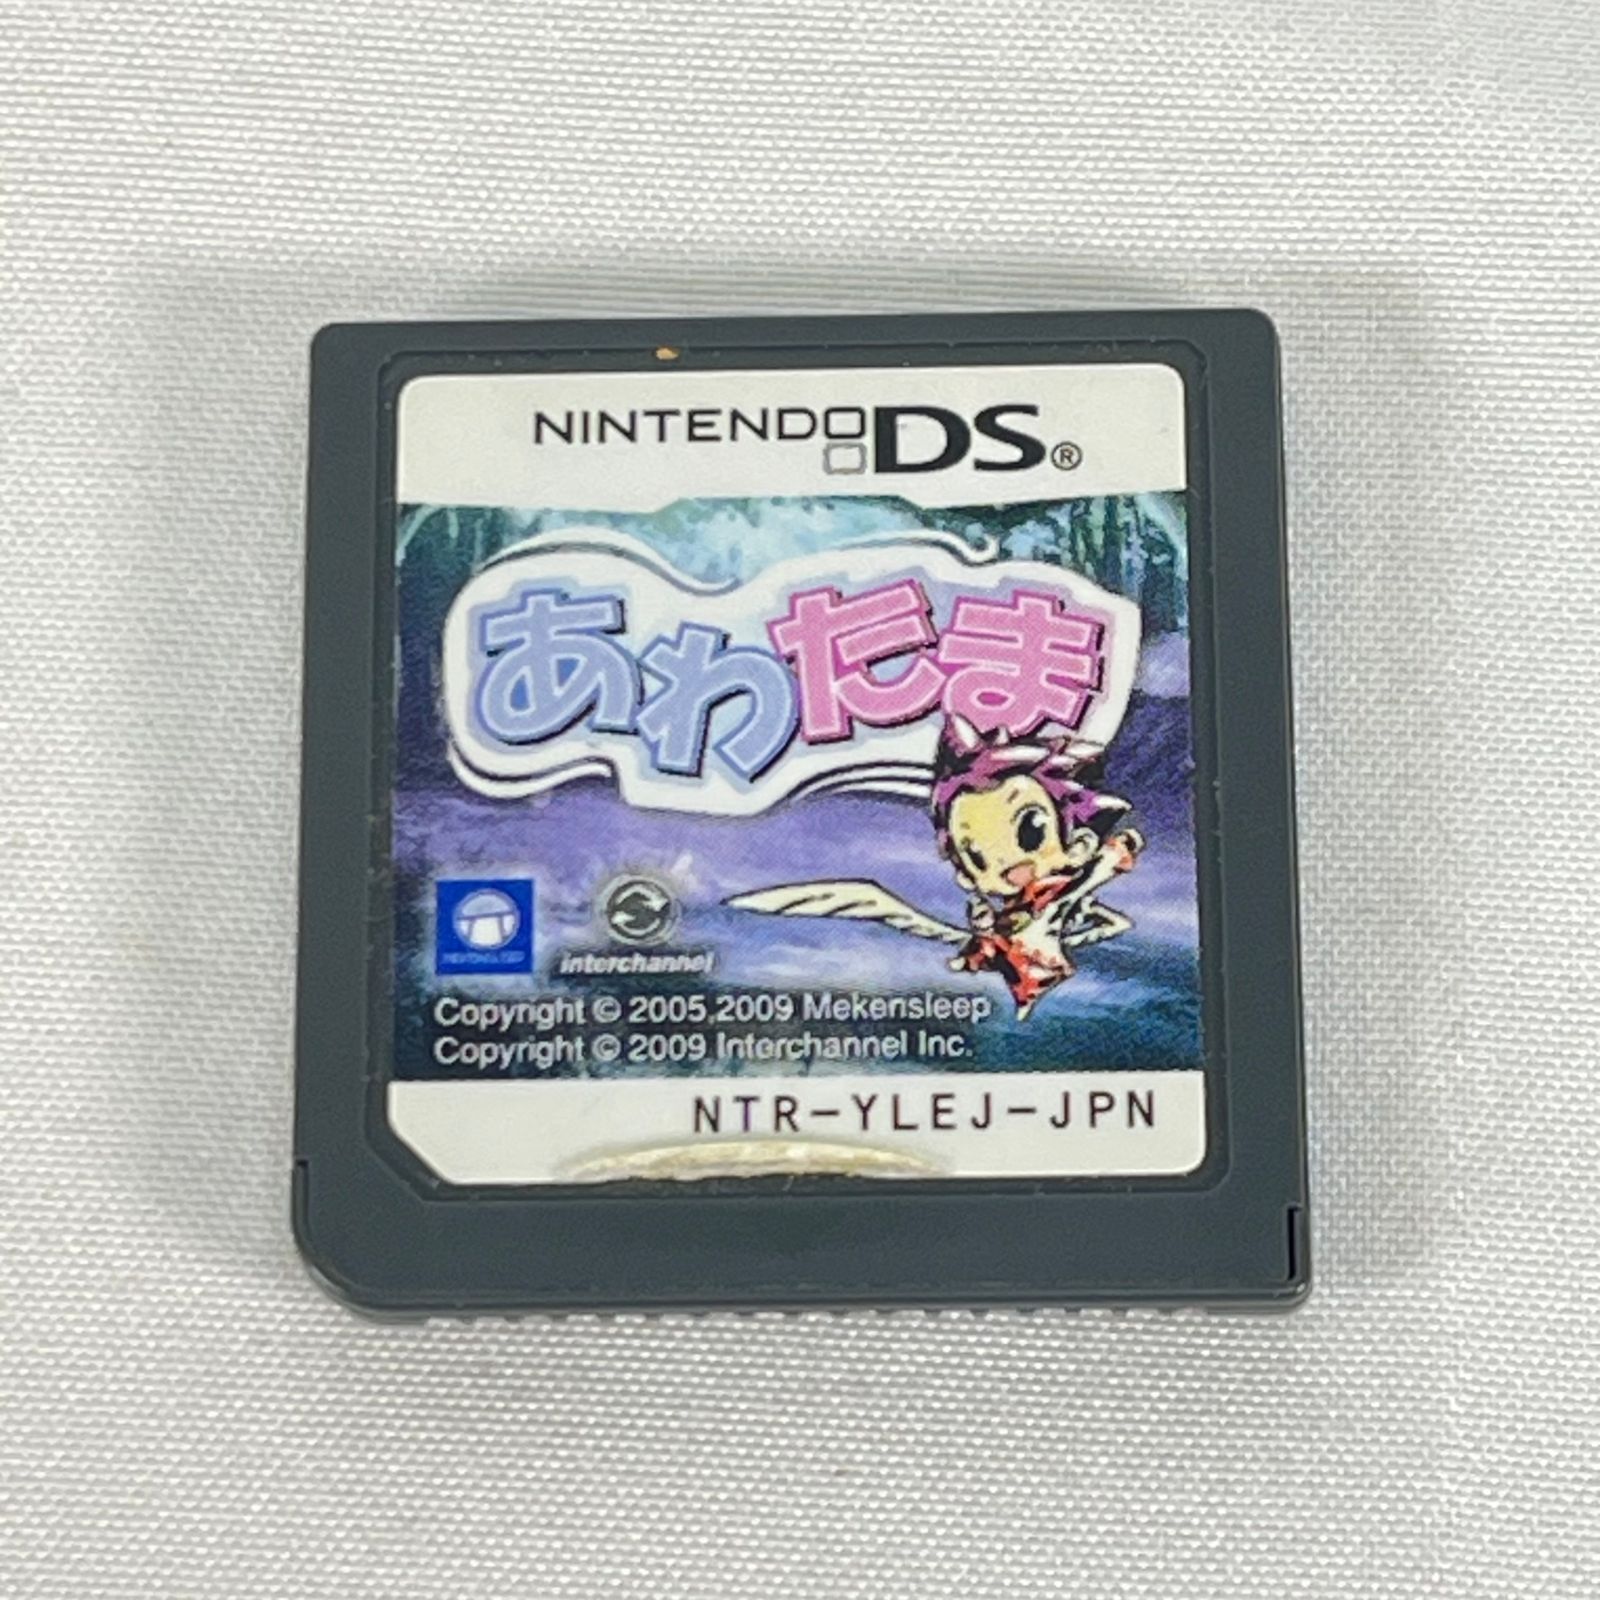 NINTENDO DS®
あわたま
interchannel
Copyright © 2005,2009 Mekensleep
Copyright © 2009 Interchannel Inc.
NTR-YLEJ-JPN